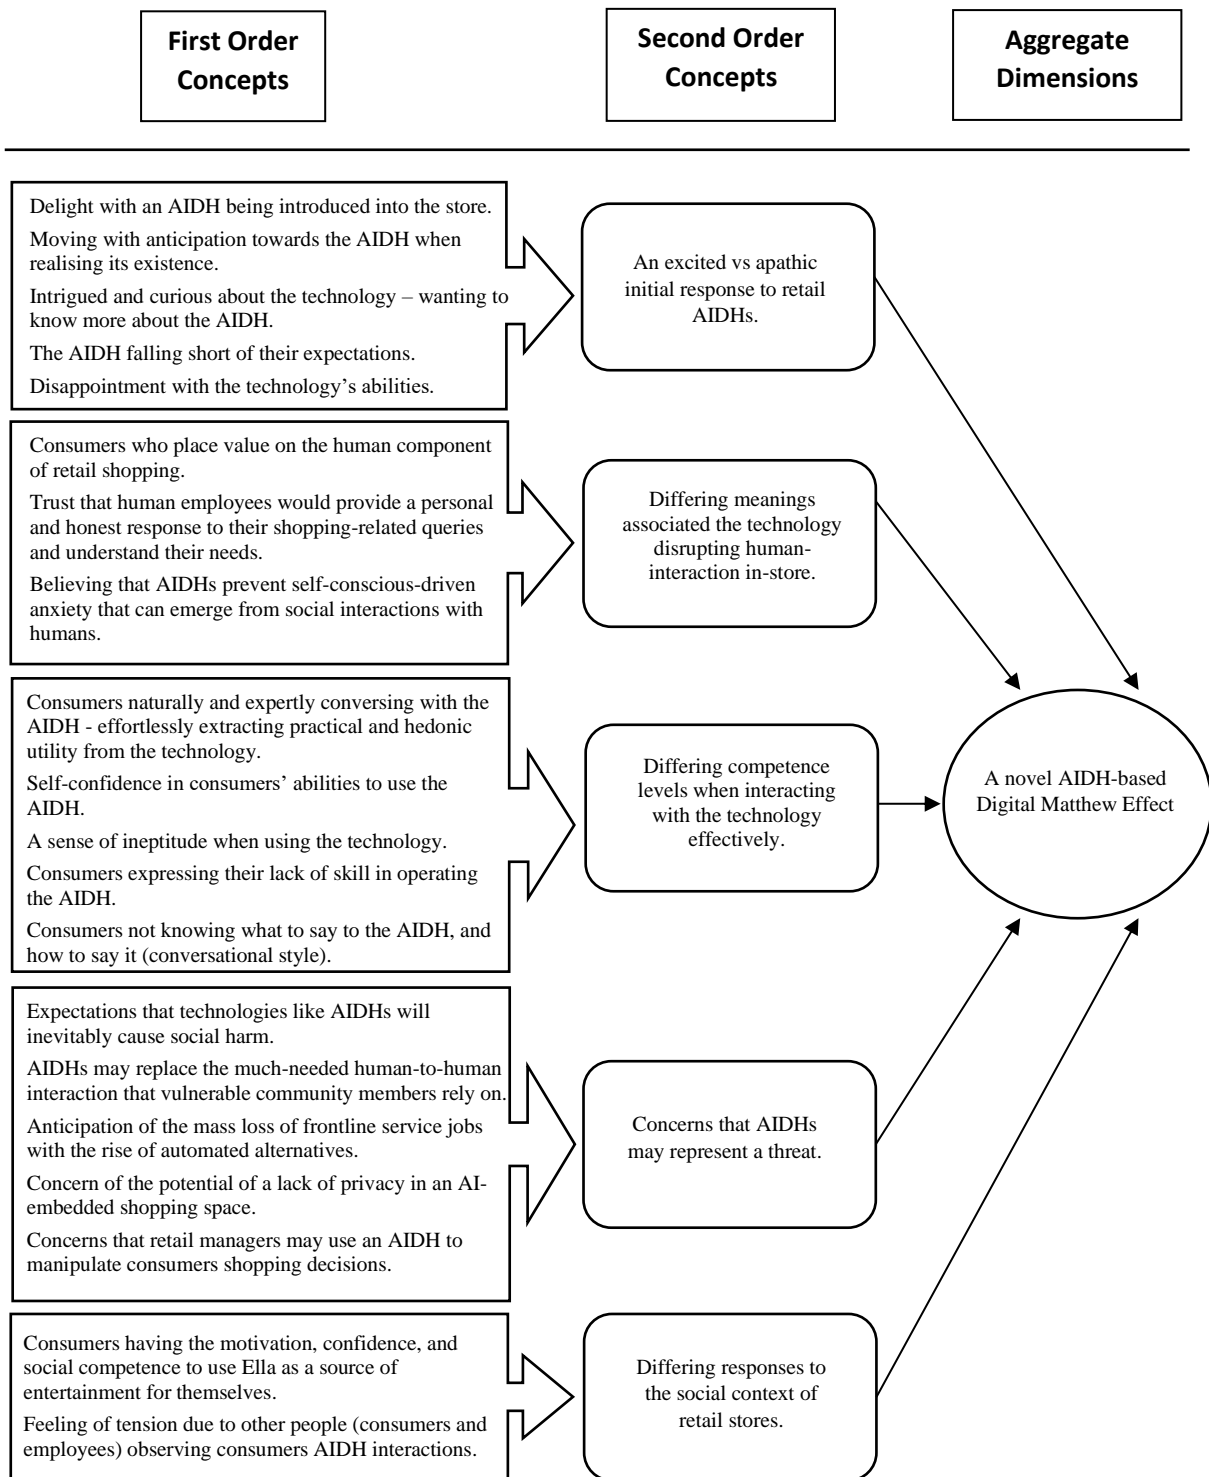 First Order
Concepts
Second Order
Concepts
Aggregate
Dimensions
Delight with an AIDH being introduced into the store.
Moving with anticipation towards the AIDH when
realising its existence.
Intrigued and curious about the technology – wanting to
know more about the AIDH.
The AIDH falling short of their expectations.
Disappointment with the technology’s abilities.
An excited vs apathic
initial response to retail
AIDHs.
Consumers who place value on the human component
of retail shopping.
Trust that human employees would provide a personal
and honest response to their shopping-related queries
and understand their needs.
Believing that AIDHs prevent self-conscious-driven
anxiety that can emerge from social interactions with
humans.
Differing meanings
associated the technology
disrupting human-
interaction in-store.
Consumers naturally and expertly conversing with the
AIDH - effortlessly extracting practical and hedonic
utility from the technology.
Self-confidence in consumers’ abilities to use the
AIDH.
A sense of ineptitude when using the technology.
Consumers expressing their lack of skill in operating
the AIDH.
Consumers not knowing what to say to the AIDH, and
how to say it (conversational style).
Differing competence
levels when interacting
with the technology
effectively.
A novel AIDH-based
Digital Matthew Effect
Expectations that technologies like AIDHs will
inevitably cause social harm.
AIDHs may replace the much-needed human-to-human
interaction that vulnerable community members rely on.
Anticipation of the mass loss of frontline service jobs
with the rise of automated alternatives.
Concern of the potential of a lack of privacy in an AI-
embedded shopping space.
Concerns that retail managers may use an AIDH to
manipulate consumers shopping decisions.
Concerns that AIDHs
may represent a threat.
Consumers having the motivation, confidence, and
social competence to use Ella as a source of
entertainment for themselves.
Feeling of tension due to other people (consumers and
employees) observing consumers AIDH interactions.
Differing responses to
the social context of
retail stores.